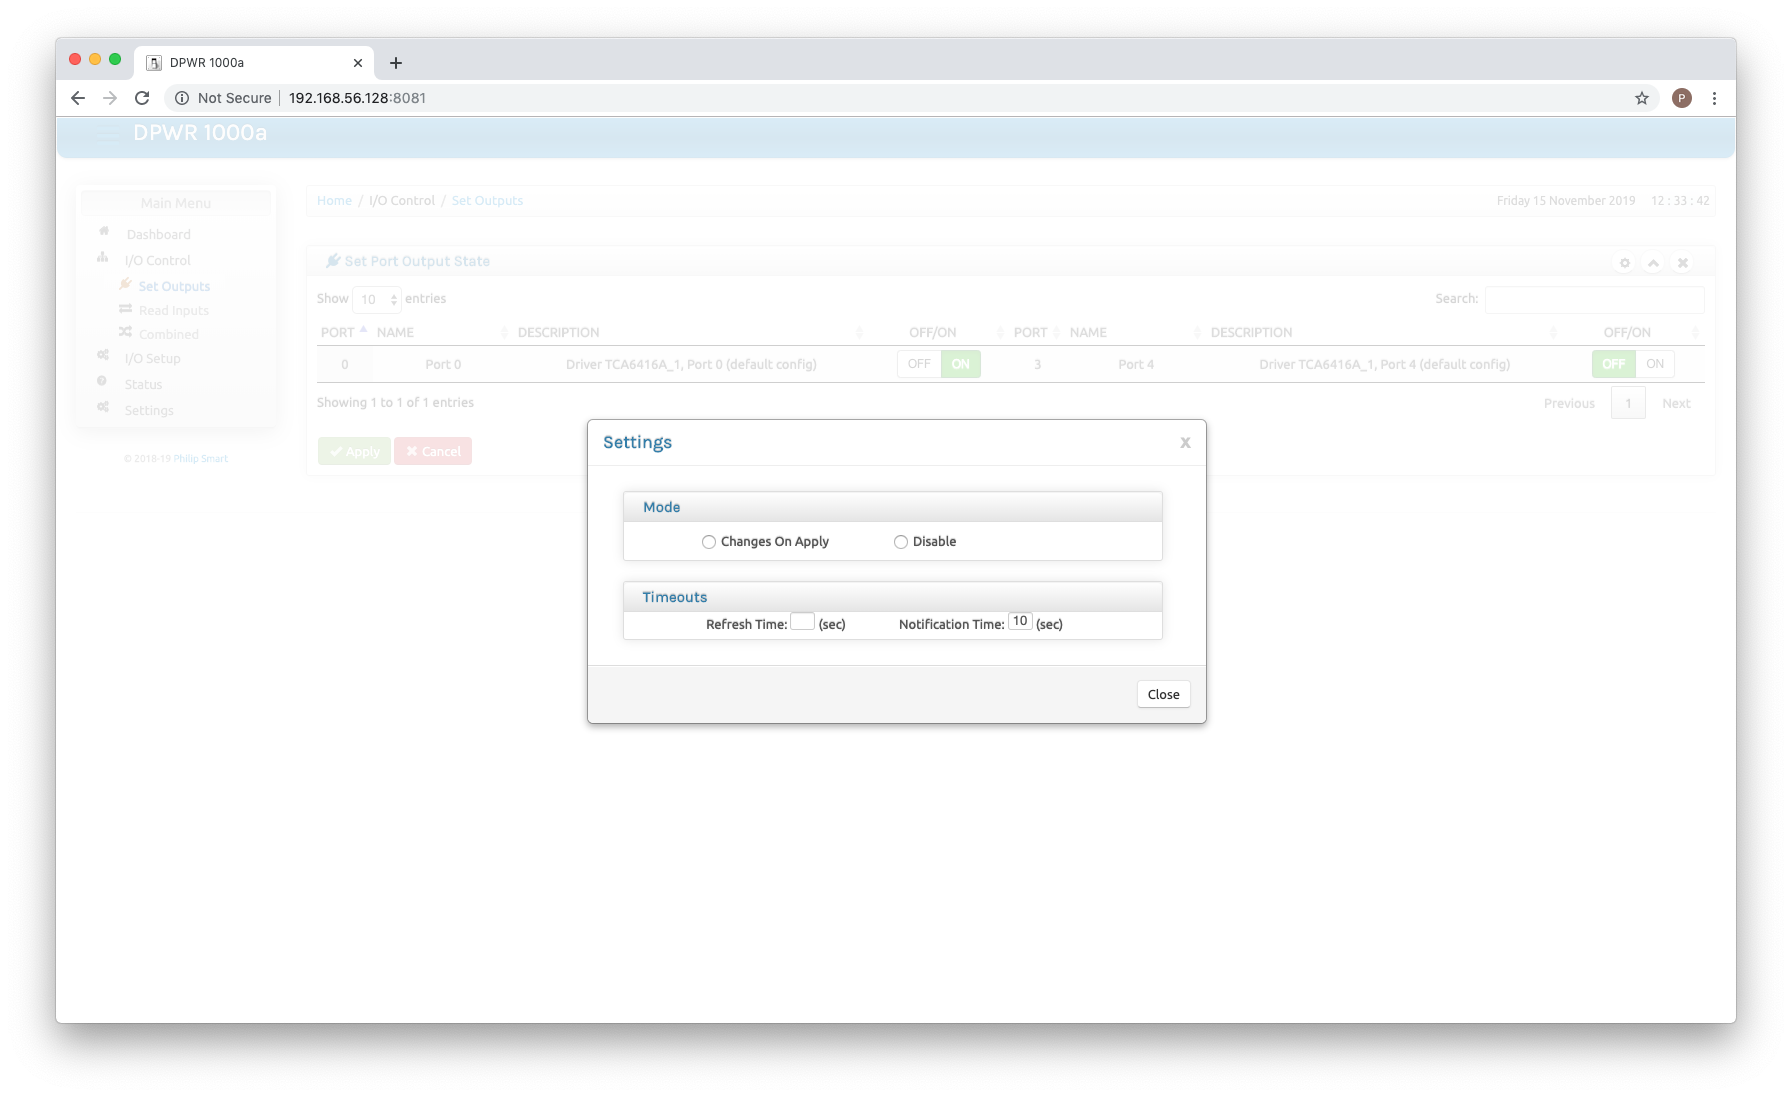 DPWR 1000a
Not Secure 192.168.56.128:8081
P
DPWR 1000a
Main Menu
Dashboard
I/O Control
Set Outputs
Read Inputs
Combined
I/O Setup
Status
Settings
© 2018-19 Philip Smart
Home / I/O Control / Set Outputs
Friday 15 November 2019 12 : 33 : 42
Set Port Output State
Show 10 entries
Search:
PORT NAME DESCRIPTION OFF/ON PORT NAME DESCRIPTION OFF/ON
0 Port 0 Driver TCA6416A_1, Port 0 (default config) OFF ON 3 Port 4 Driver TCA6416A_1, Port 4 (default config) OFF ON
Showing 1 to 1 of 1 entries
Previous 1 Next
Apply Cancel
Settings x
Mode
Changes On Apply Disable
Timeouts
Refresh Time: (sec) Notification Time: 10 (sec)
Close